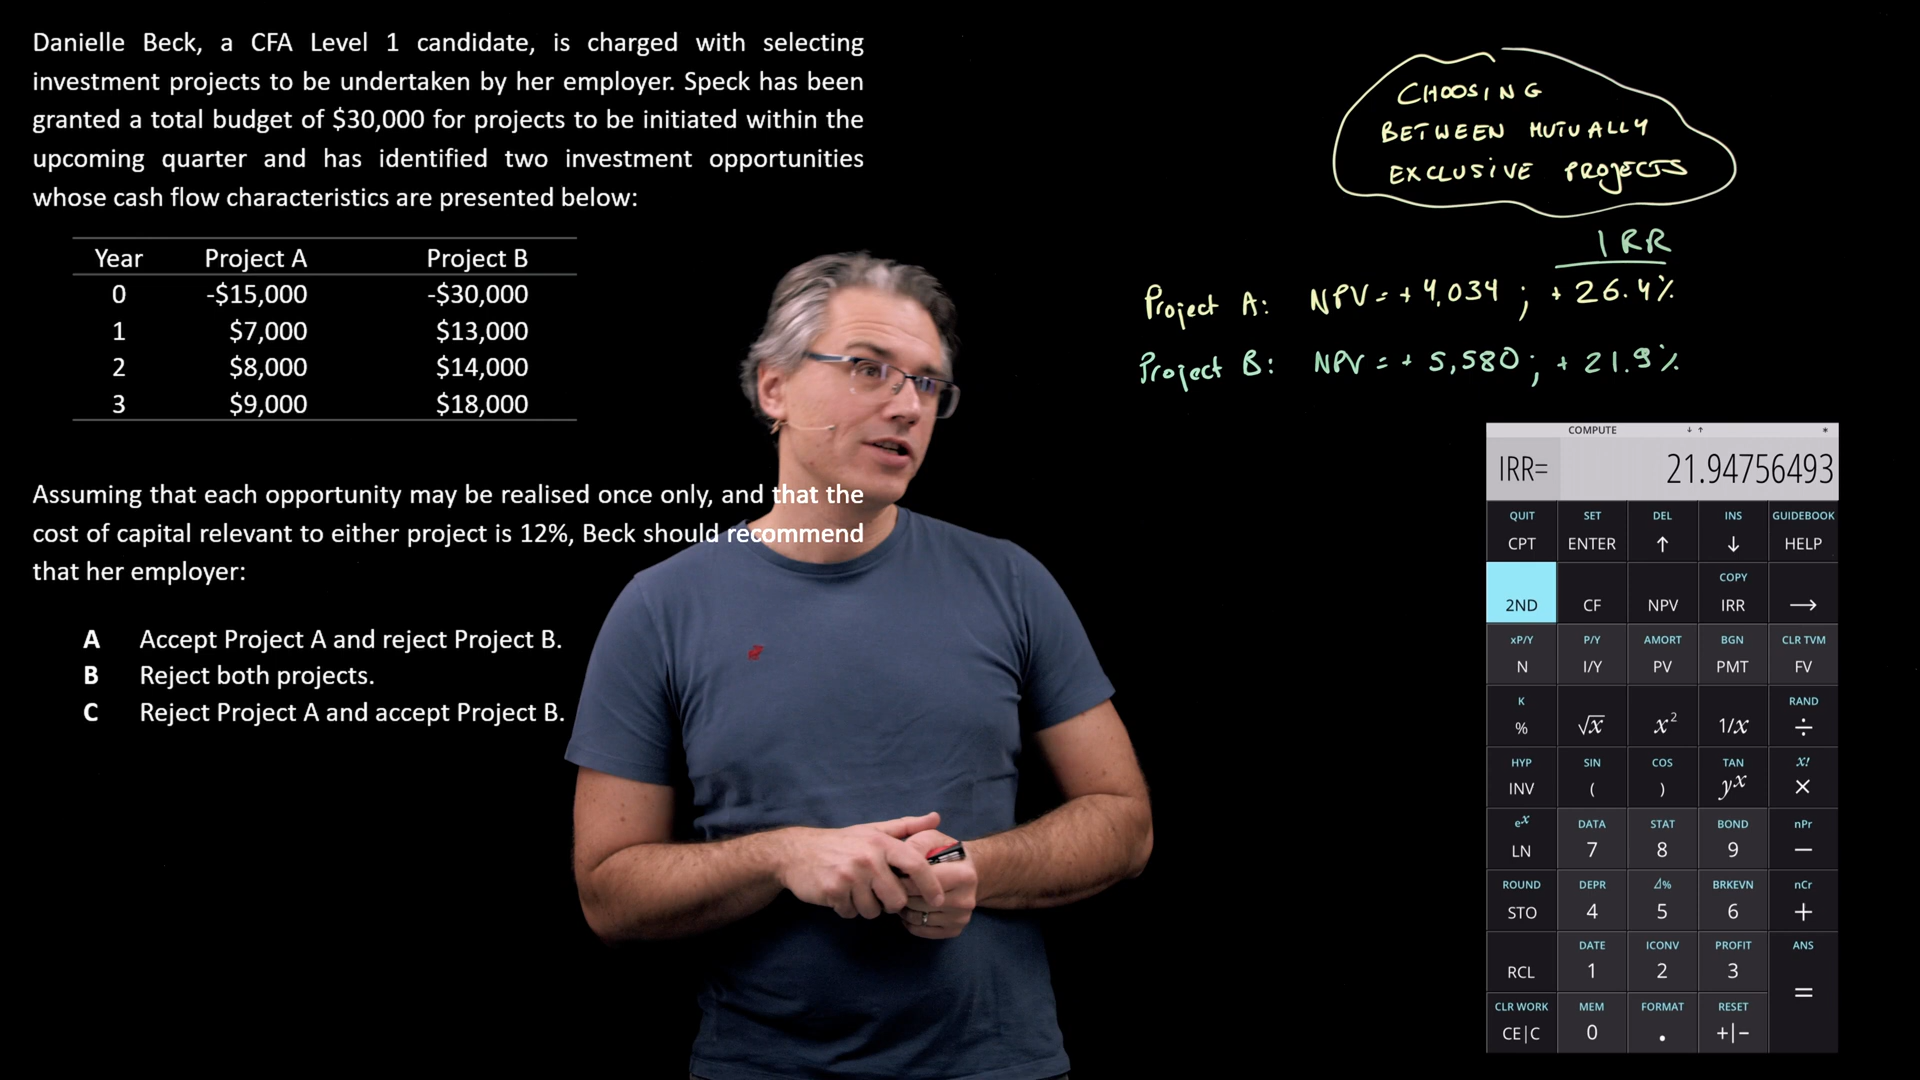 Danielle Beck, a CFA Level 1 candidate, is charged with selecting
investment projects to be undertaken by her employer. Speck has been
granted a total budget of $30,000 for projects to be initiated within the
upcoming quarter and has identified two investment opportunities
whose cash flow characteristics are presented below:
Year Project A Project B
0 -$15,000 -$30,000
1 $7,000 $13,000
2 $8,000 $14,000
3 $9,000 $18,000
Assuming that each opportunity may be realised once only, and that the
cost of capital relevant to either project is 12%, Beck should recommend
that her employer:
A Accept Project A and reject Project B.
B Reject both projects.
C Reject Project A and accept Project B.
CHOOSING
BETWEEN MUTUALLY
EXCLUSIVE PROJECTS
IRR
Project A: NPV = + 4,034 ; + 26.4%
Project B: NPV = + 5,580 ; + 21.9%
COMPUTE ↓ ↑ *
IRR= 21.94756493
QUIT SET DEL INS GUIDEBOOK
CPT ENTER ↑ ↓ HELP
COPY
2ND CF NPV IRR →
xP/Y P/Y AMORT BGN CLR TVM
N I/Y PV PMT FV
K RAND
% √x x² 1/x ÷
HYP SIN COS TAN x!
INV ( ) yˣ ×
eˣ DATA STAT BOND nPr
LN 7 8 9 −
ROUND DEPR Δ% BRKEVN nCr
STO 4 5 6 +
DATE ICONV PROFIT ANS
RCL 1 2 3 =
CLR WORK MEM FORMAT RESET
CE|C 0 . +|−